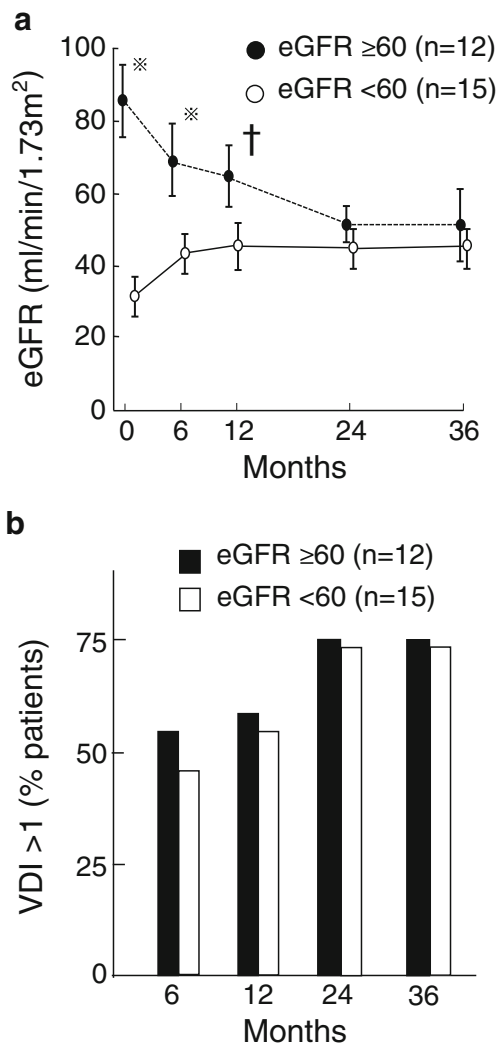 a
100
80
60
40
20
0
eGFR (ml/min/1.73m²)
※
※
†
eGFR ≥60 (n=12)
eGFR <60 (n=15)
0 6 12 24 36
Months
b
eGFR ≥60 (n=12)
eGFR <60 (n=15)
75
50
25
0
VDI >1 (% patients)
6 12 24 36
Months